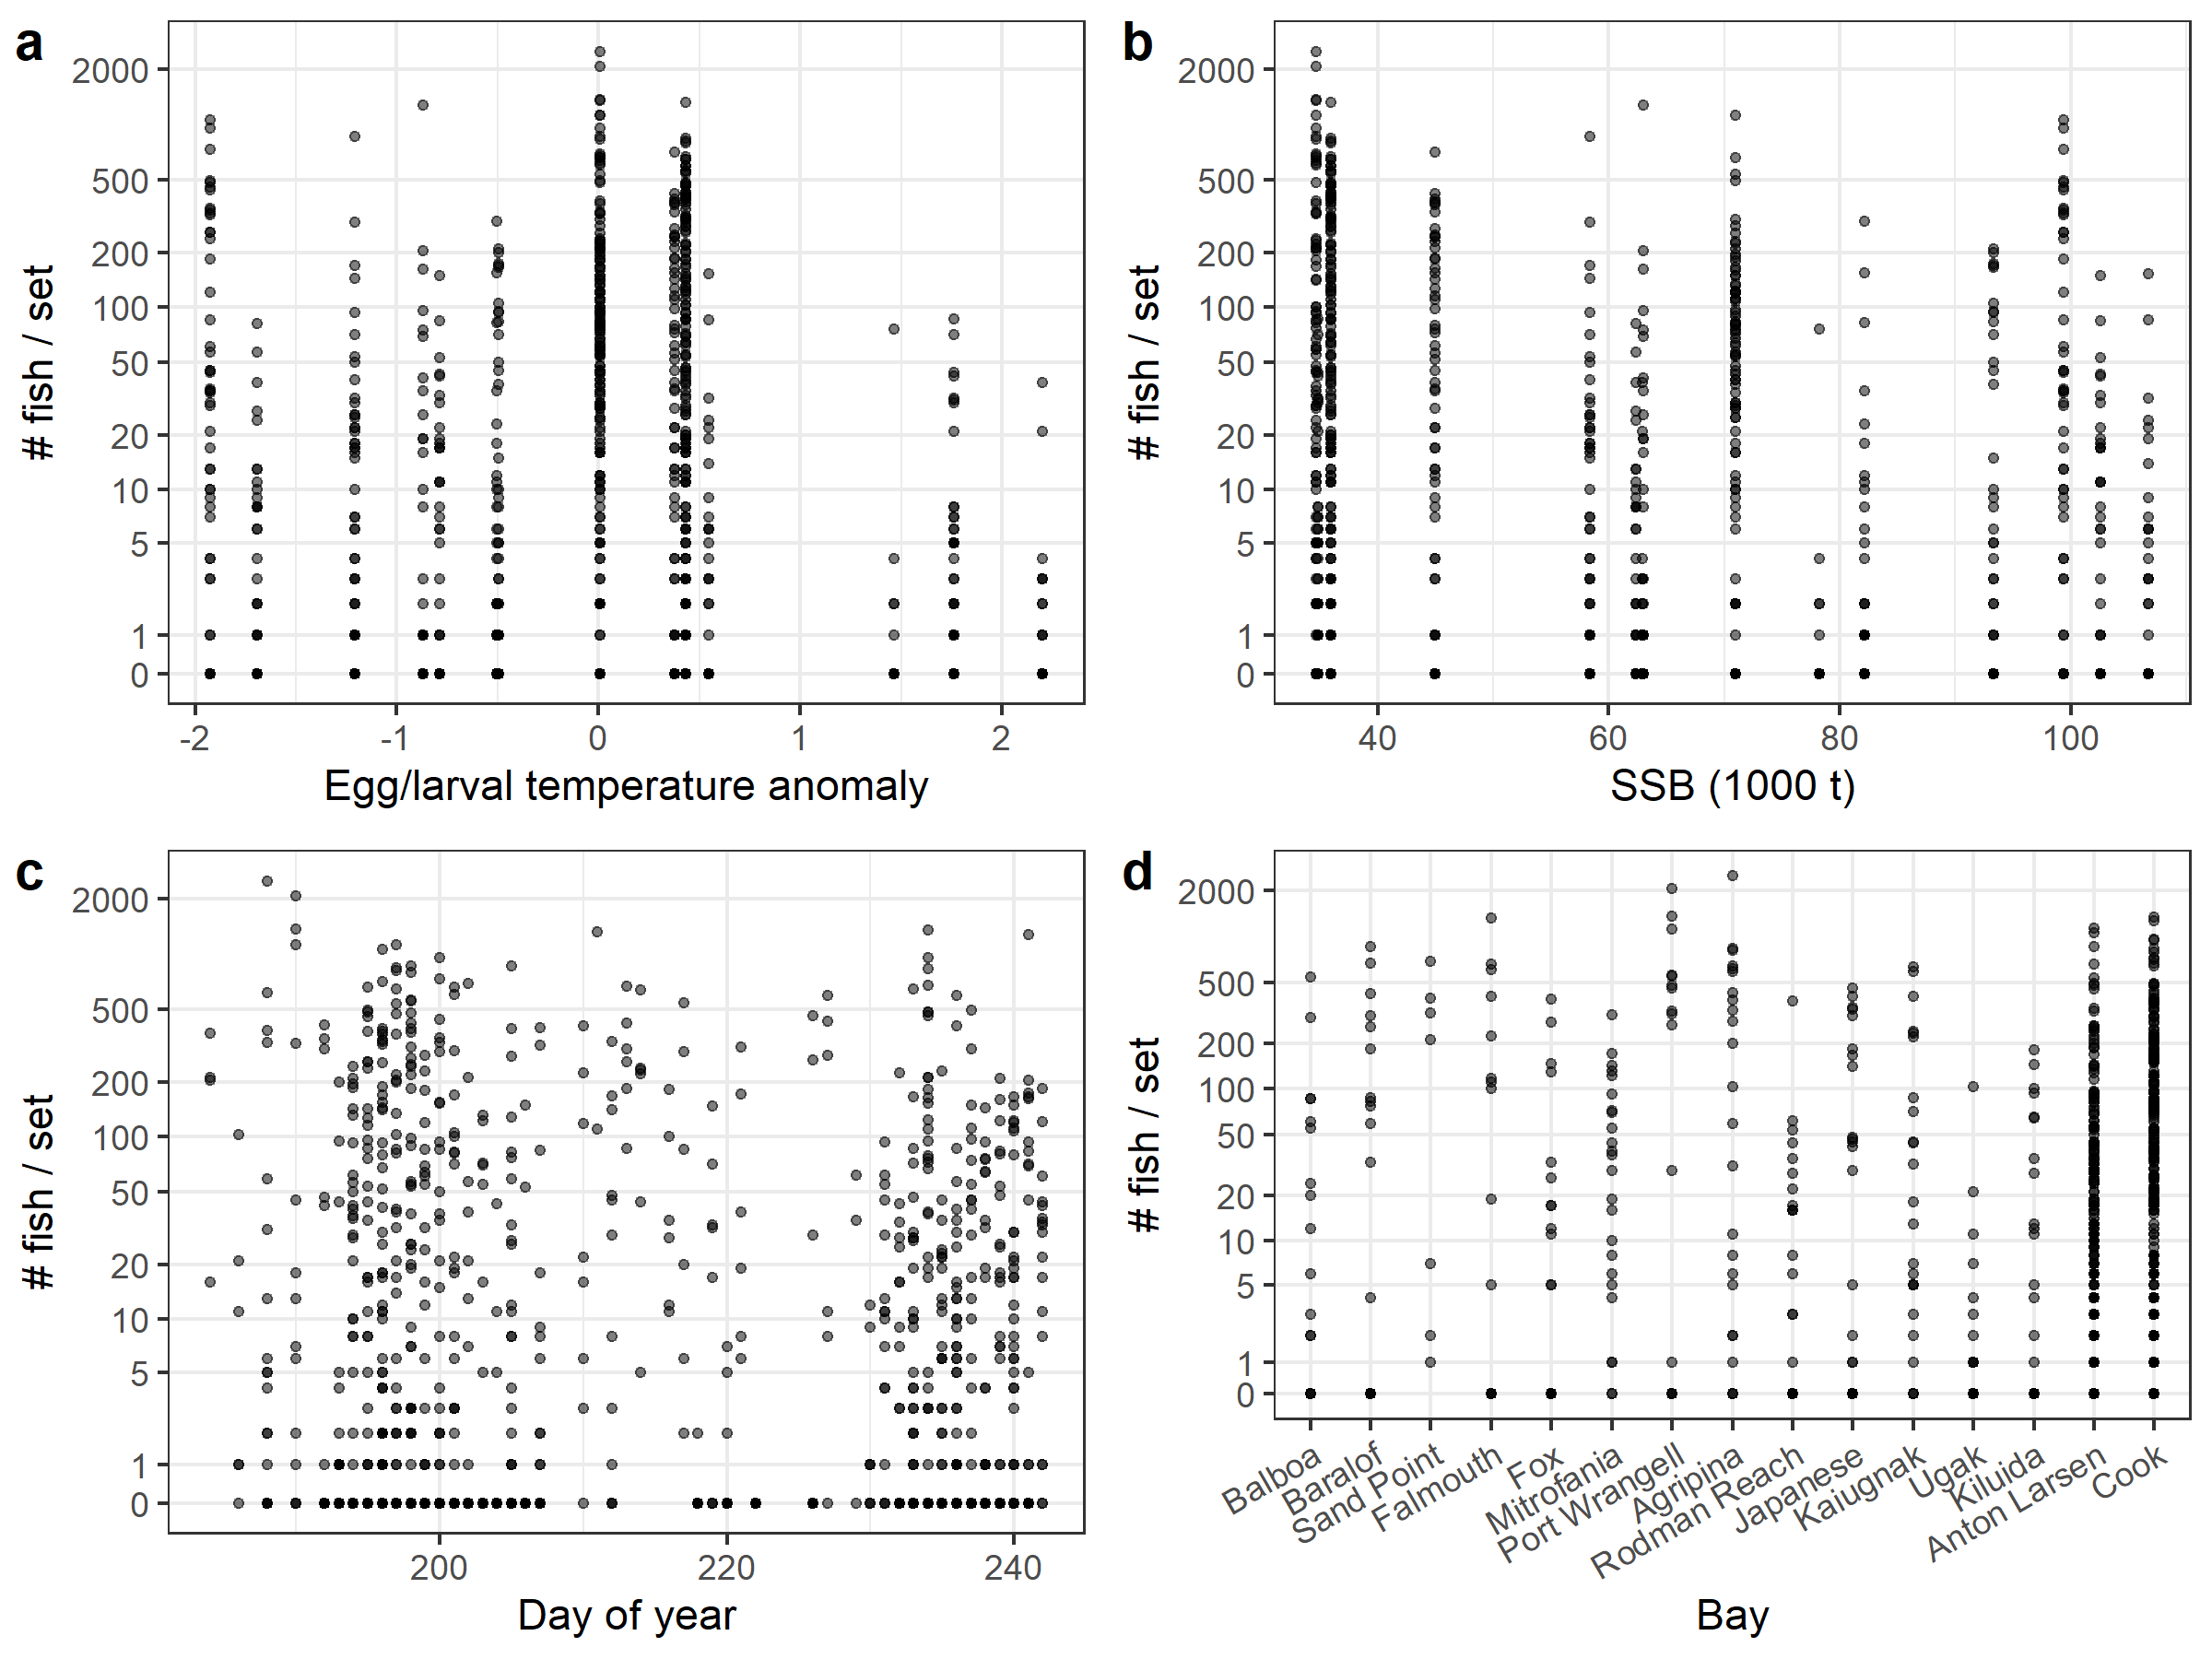 a
2000
500
200
100
50
20
10
5
1
0
# fish / set
-2 -1 0 1 2
Egg/larval temperature anomaly
b
2000
500
200
100
50
20
10
5
1
0
# fish / set
40 60 80 100
SSB (1000 t)
c
2000
500
200
100
50
20
10
5
1
0
# fish / set
200 220 240
Day of year
d
2000
500
200
100
50
20
10
5
1
0
# fish / set
Balboa
Baralof
Sand Point
Falmouth
Fox
Mitrofania
Port Wrangell
Agripina
Rodman Reach
Japanese
Kaiugnak
Ugak
Kiluida
Anton Larsen
Cook
Bay